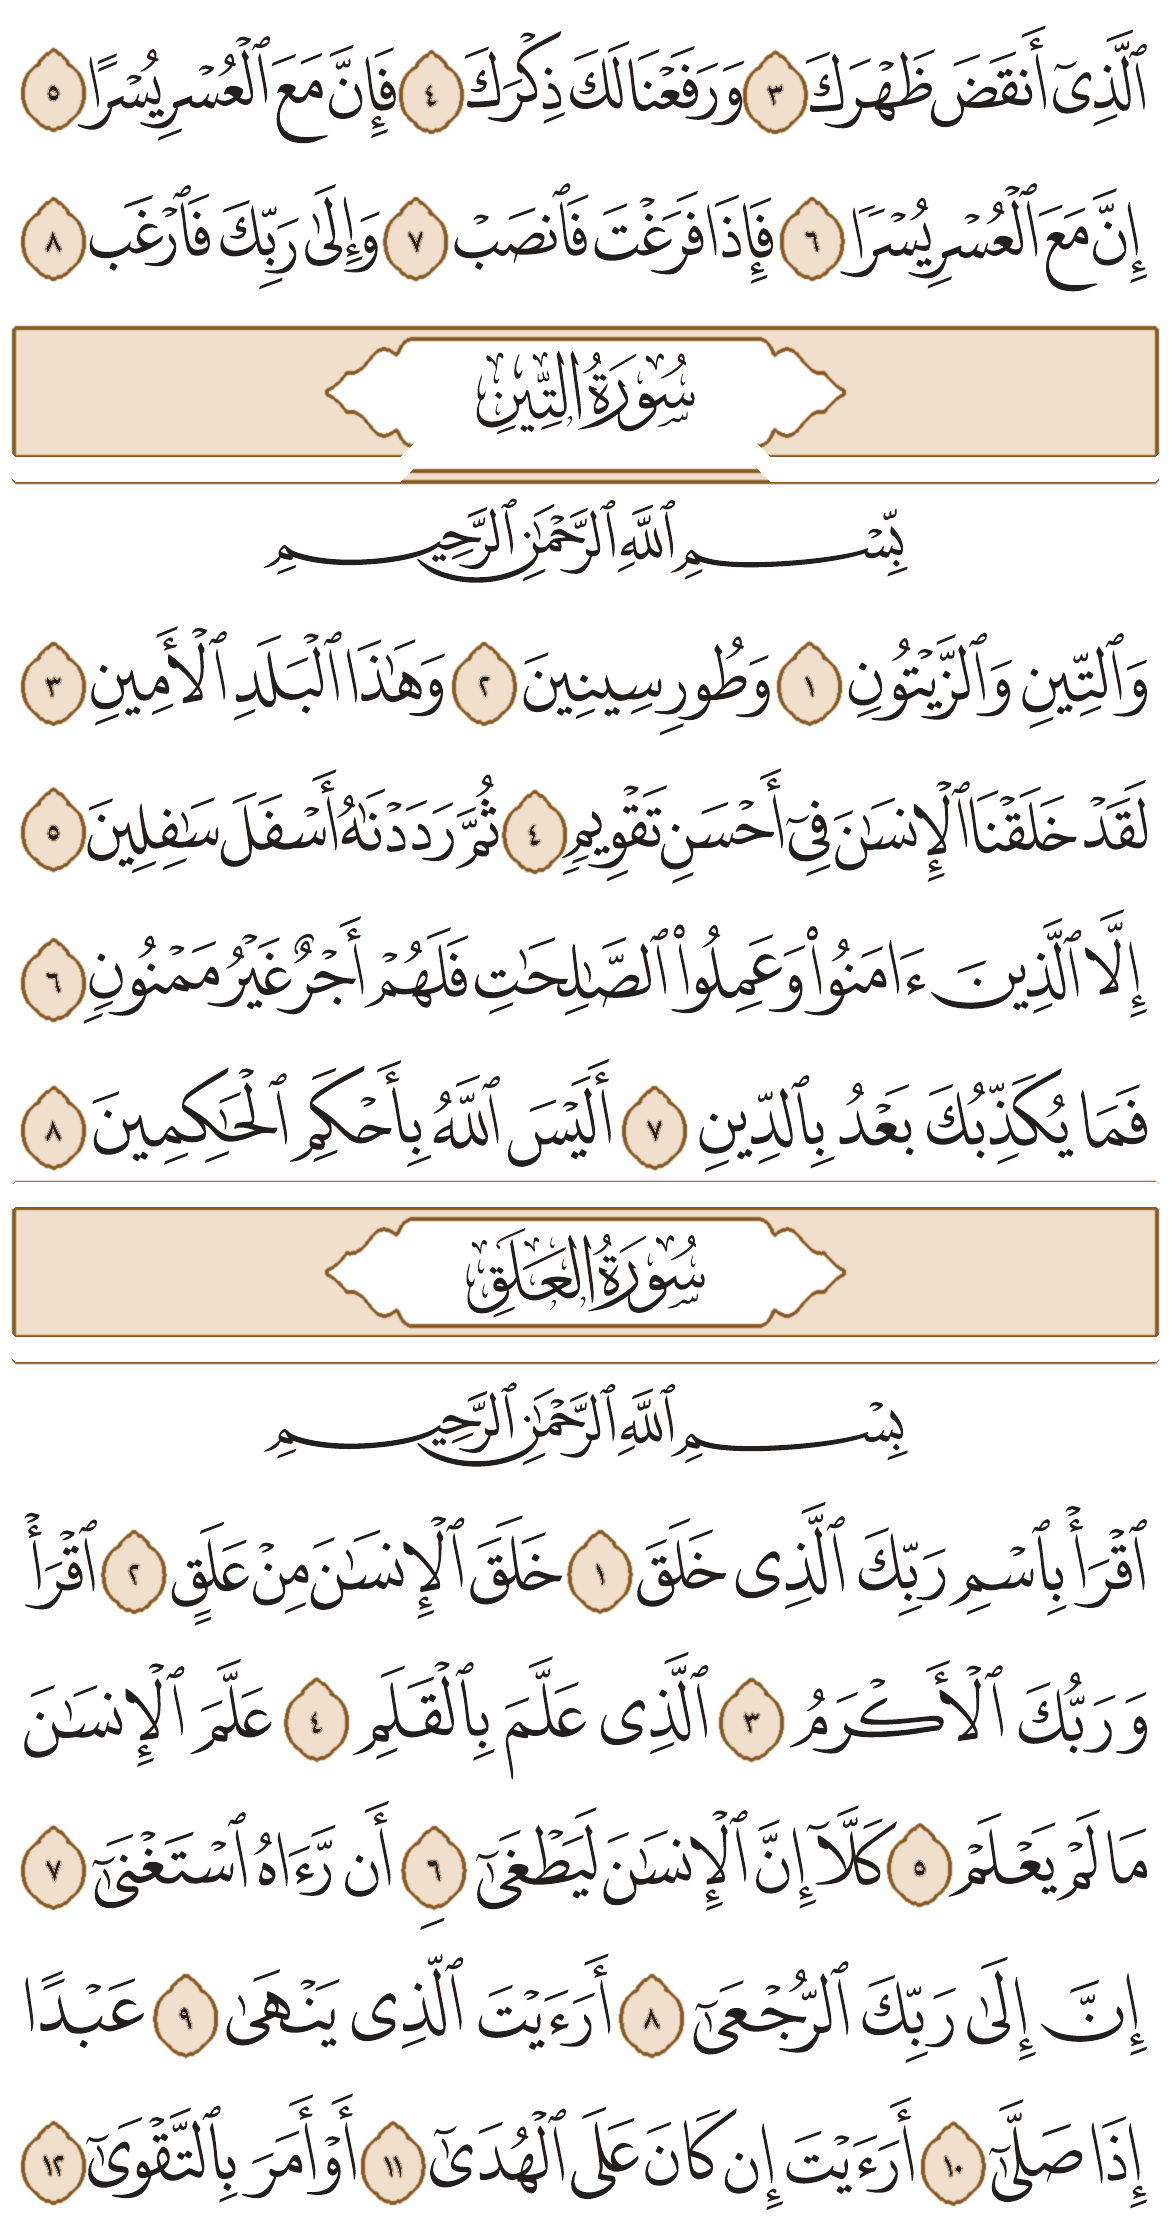 ٱلَّذِىٓ أَنقَضَ ظَهْرَكَ ٣ وَرَفَعْنَا لَكَ ذِكْرَكَ ٤ فَإِنَّ مَعَ ٱلْعُسْرِ يُسْرًا ٥
إِنَّ مَعَ ٱلْعُسْرِ يُسْرًا ٦ فَإِذَا فَرَغْتَ فَٱنصَبْ ٧ وَإِلَىٰ رَبِّكَ فَٱرْغَب ٨
سُورَةُ التِّينِ
بِّسْمِ ٱللَّهِ ٱلرَّحْمَٰنِ ٱلرَّحِيمِ
وَٱلتِّينِ وَٱلزَّيْتُونِ ١ وَطُورِ سِينِينَ ٢ وَهَٰذَا ٱلْبَلَدِ ٱلْأَمِينِ ٣
لَقَدْ خَلَقْنَا ٱلْإِنسَٰنَ فِىٓ أَحْسَنِ تَقْوِيمٍ ٤ ثُمَّ رَدَدْنَٰهُ أَسْفَلَ سَٰفِلِينَ ٥
إِلَّا ٱلَّذِينَ ءَامَنُوا۟ وَعَمِلُوا۟ ٱلصَّٰلِحَٰتِ فَلَهُمْ أَجْرٌ غَيْرُ مَمْنُونٍ ٦
فَمَا يُكَذِّبُكَ بَعْدُ بِٱلدِّينِ ٧ أَلَيْسَ ٱللَّهُ بِأَحْكَمِ ٱلْحَٰكِمِينَ ٨
سُورَةُ العَلَقِ
بِسْمِ ٱللَّهِ ٱلرَّحْمَٰنِ ٱلرَّحِيمِ
ٱقْرَأْ بِٱسْمِ رَبِّكَ ٱلَّذِى خَلَقَ ١ خَلَقَ ٱلْإِنسَٰنَ مِنْ عَلَقٍ ٢ ٱقْرَأْ
وَرَبُّكَ ٱلْأَكْرَمُ ٣ ٱلَّذِى عَلَّمَ بِٱلْقَلَمِ ٤ عَلَّمَ ٱلْإِنسَٰنَ
مَا لَمْ يَعْلَمْ ٥ كَلَّآ إِنَّ ٱلْإِنسَٰنَ لَيَطْغَىٰٓ ٦ أَن رَّءَاهُ ٱسْتَغْنَىٰٓ ٧
إِنَّ إِلَىٰ رَبِّكَ ٱلرُّجْعَىٰٓ ٨ أَرَءَيْتَ ٱلَّذِى يَنْهَىٰ ٩ عَبْدًا
إِذَا صَلَّىٰٓ ١٠ أَرَءَيْتَ إِن كَانَ عَلَى ٱلْهُدَىٰٓ ١١ أَوْ أَمَرَ بِٱلتَّقْوَىٰٓ ١٢